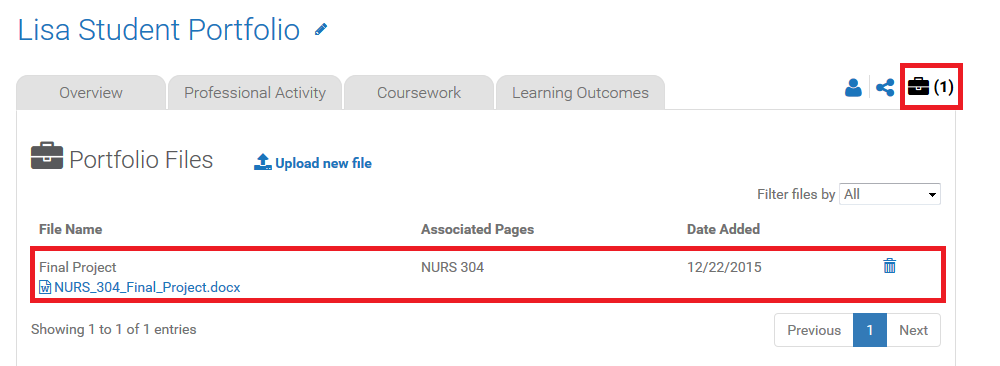 Lisa Student Portfolio
Overview Professional Activity Coursework Learning Outcomes (1)
Portfolio Files Upload new file
Filter files by All
File Name Associated Pages Date Added
Final Project NURS 304 12/22/2015
NURS_304_Final_Project.docx
Showing 1 to 1 of 1 entries Previous 1 Next